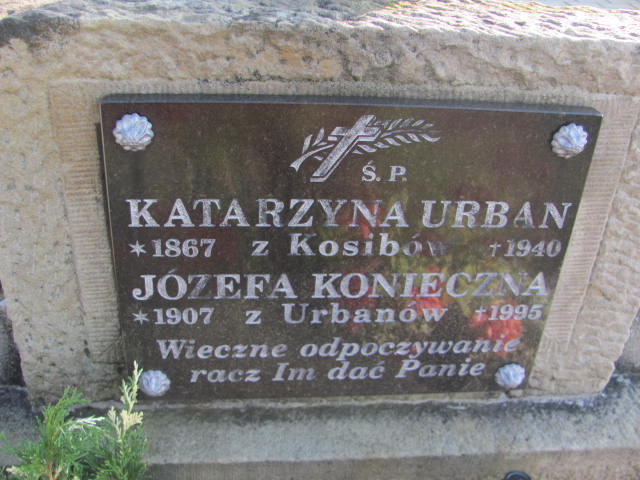 Ś. P.
KATARZYNA URBAN
*1867 z Kosibów †1940
JÓZEFA KONIECZNA
*1907 z Urbanów †1995
Wieczne odpoczywanie
racz Im dać Panie